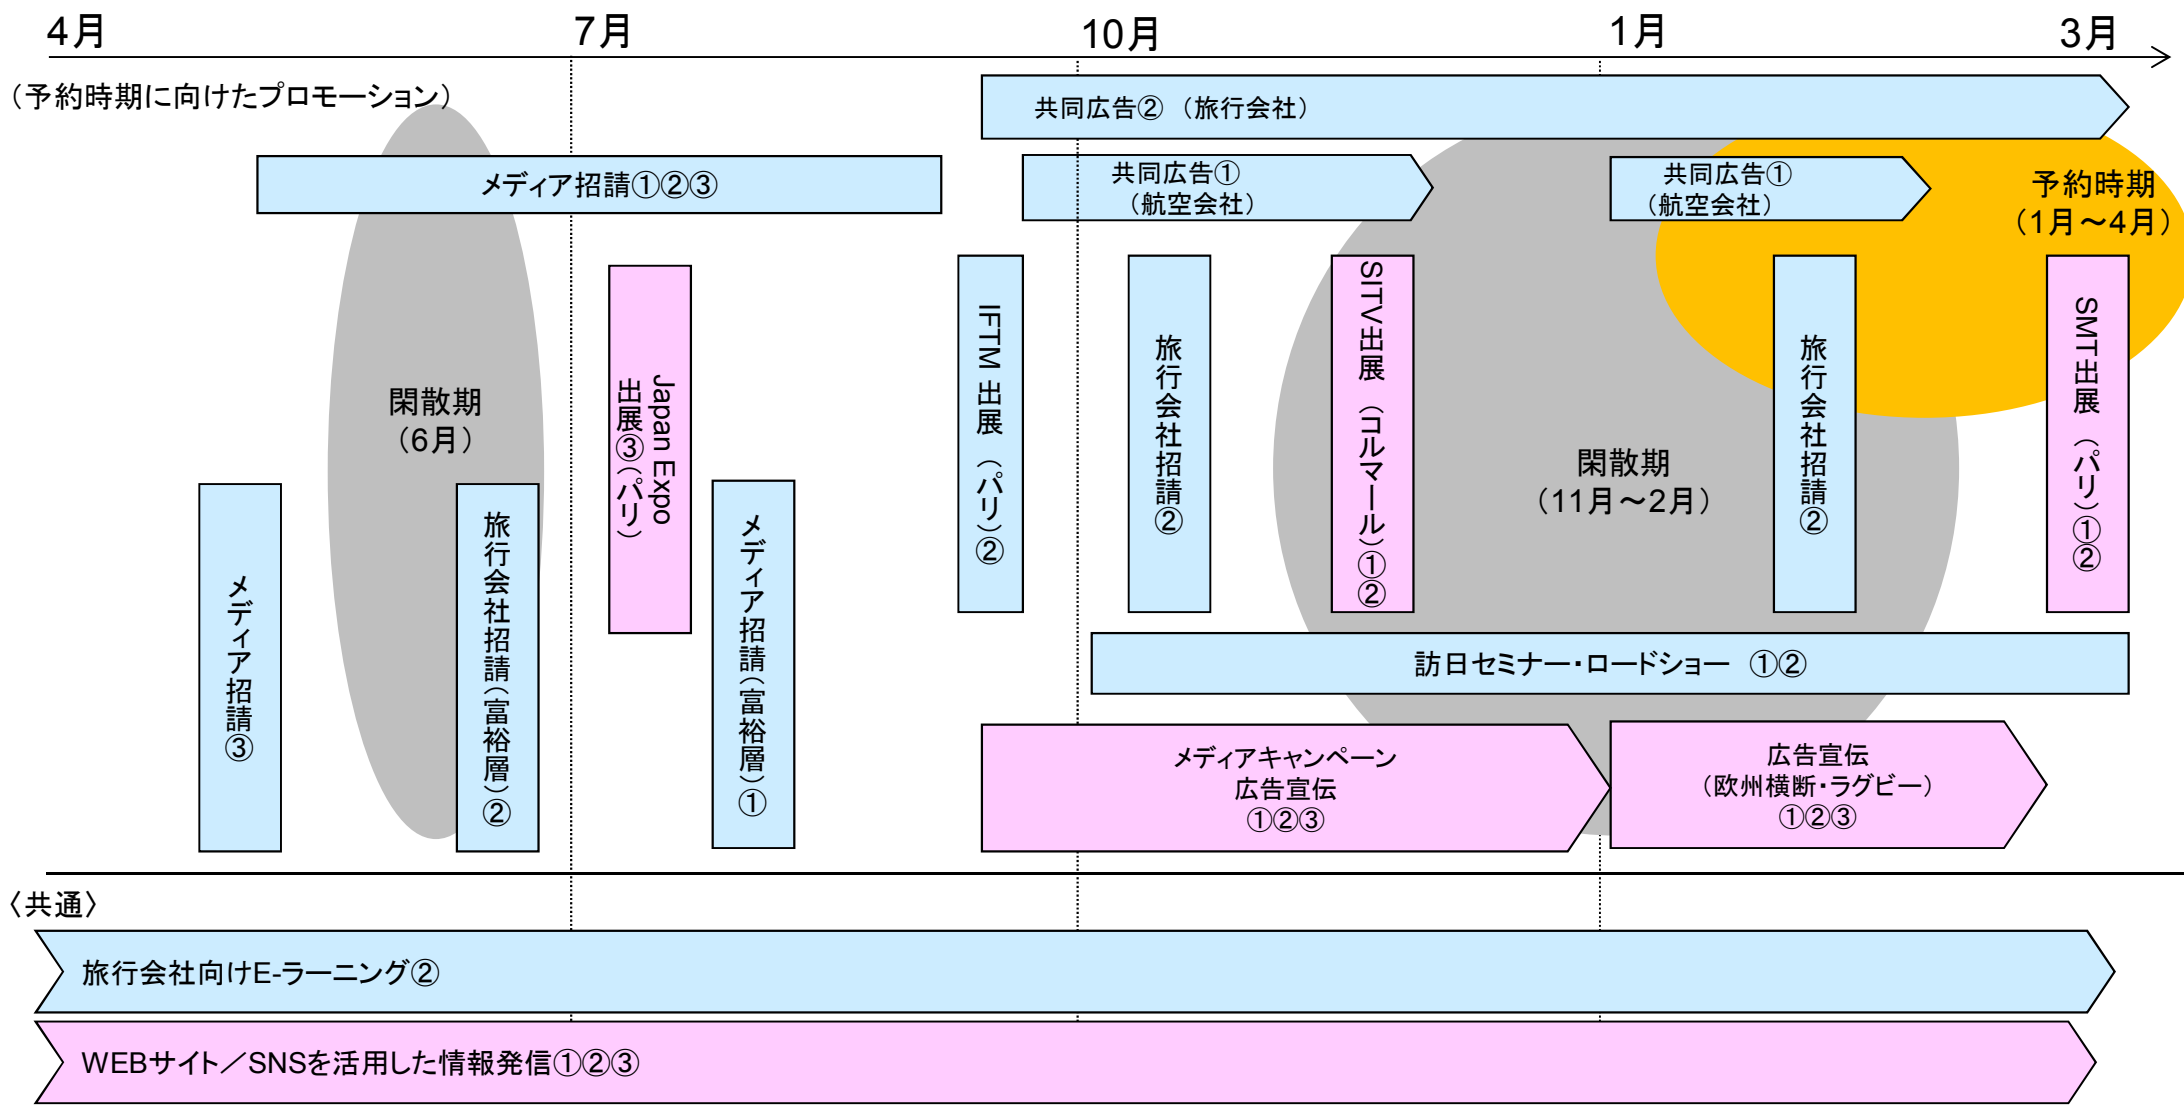 4月
7月
10月
1月
3月
（予約時期に向けたプロモーション）
共同広告②（旅行会社）
メディア招請①②③
共同広告①
（航空会社）
共同広告①
（航空会社）
予約時期
（1月～4月）
閑散期
（6月）
メディア招請③
旅行会社招請（富裕層）②
Japan Expo
出展③（パリ）
メディア招請（富裕層）①
IFTM 出展（パリ）②
旅行会社招請②
SITV出展（コルマール）①②
閑散期
（11月～2月）
旅行会社招請②
SMT出展（パリ）①②
訪日セミナー・ロードショー ①②
メディアキャンペーン
広告宣伝
①②③
広告宣伝
（欧州横断・ラグビー）
①②③
〈共通〉
旅行会社向けE-ラーニング②
WEBサイト／SNSを活用した情報発信①②③